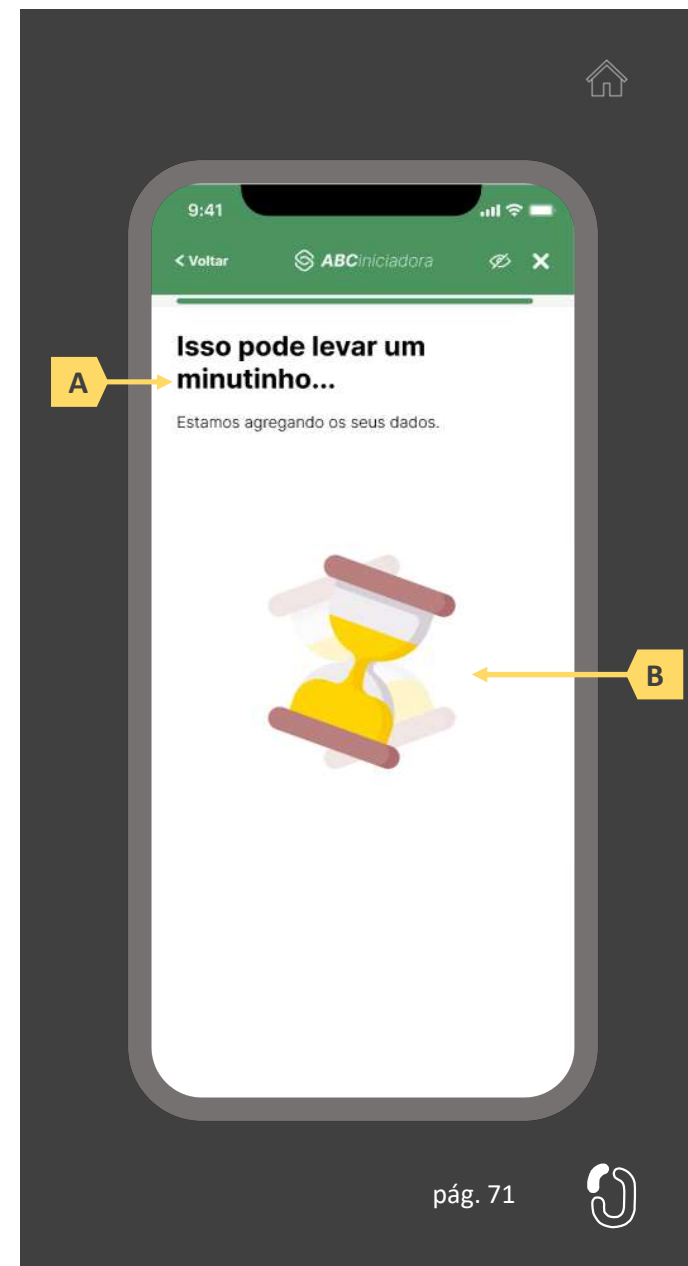 9:41
< Voltar ABCiniciadora
Isso pode levar um
minutinho...
A
Estamos agregando os seus dados.
B
pág. 71